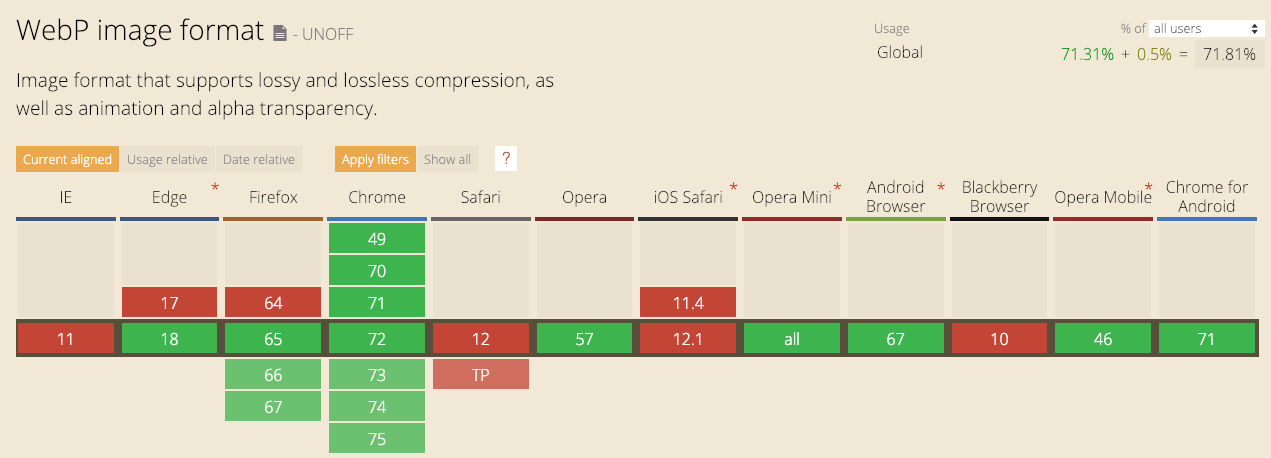 WebP image format - UNOFF
Usage % of all users
Global 71.31% + 0.5% = 71.81%
Image format that supports lossy and lossless compression, as
well as animation and alpha transparency.
Current aligned Usage relative Date relative Apply filters Show all ?
IE Edge * Firefox Chrome Safari Opera iOS Safari * Opera Mini * Android Browser * Blackberry Browser Opera Mobile * Chrome for Android
49
70
17 64 71 11.4
11 18 65 72 12 57 12.1 all 67 10 46 71
66 73 TP
67 74
75